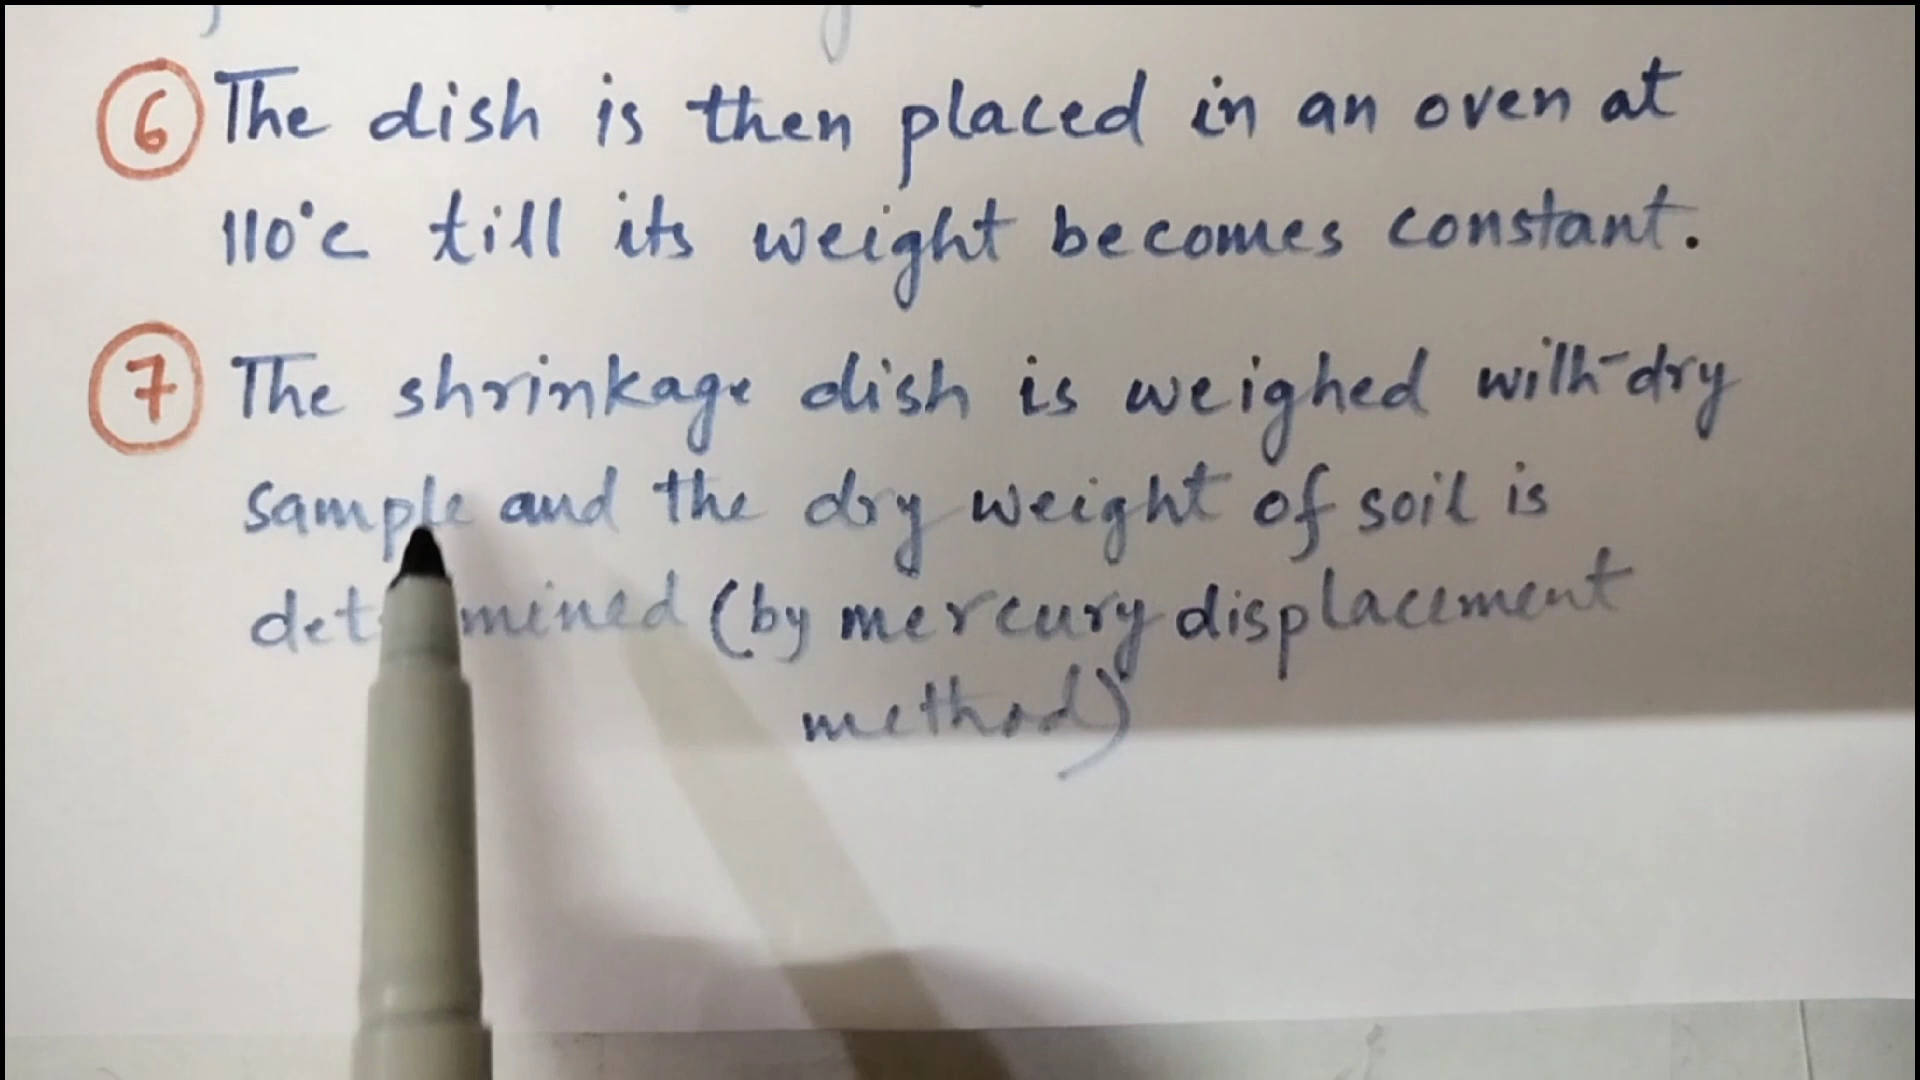 6 The dish is then placed in an oven at
110°c till its weight becomes constant.
7 The shrinkage dish is weighed with dry
sample and the dry weight of soil is
det mined (by mercury displacement
method)